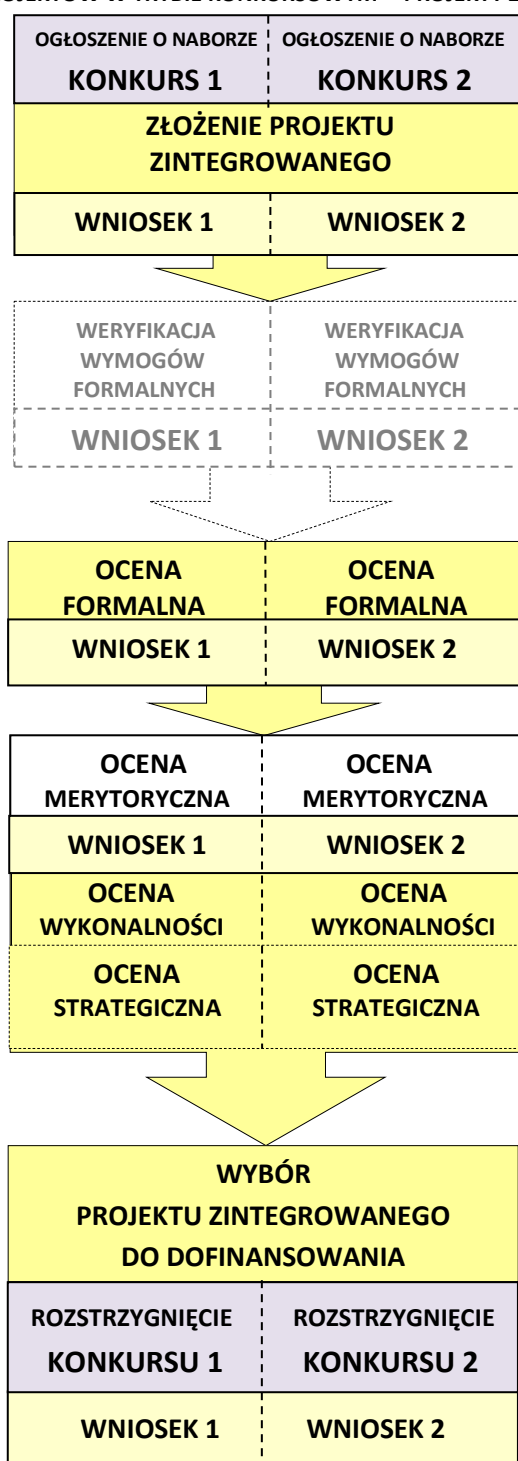 OGŁOSZENIE O NABORZE OGŁOSZENIE O NABORZE
KONKURS 1 KONKURS 2
ZŁOŻENIE PROJEKTU
ZINTEGROWANEGO
WNIOSEK 1 WNIOSEK 2
WERYFIKACJA WERYFIKACJA
WYMOGÓW WYMOGÓW
FORMALNYCH FORMALNYCH
WNIOSEK 1 WNIOSEK 2
OCENA OCENA
FORMALNA FORMALNA
WNIOSEK 1 WNIOSEK 2
OCENA OCENA
MERYTORYCZNA MERYTORYCZNA
WNIOSEK 1 WNIOSEK 2
OCENA OCENA
WYKONALNOŚCI WYKONALNOŚCI
OCENA OCENA
STRATEGICZNA STRATEGICZNA
WYBÓR
PROJEKTU ZINTEGROWANEGO
DO DOFINANSOWANIA
ROZSTRZYGNIĘCIE ROZSTRZYGNIĘCIE
KONKURSU 1 KONKURSU 2
WNIOSEK 1 WNIOSEK 2